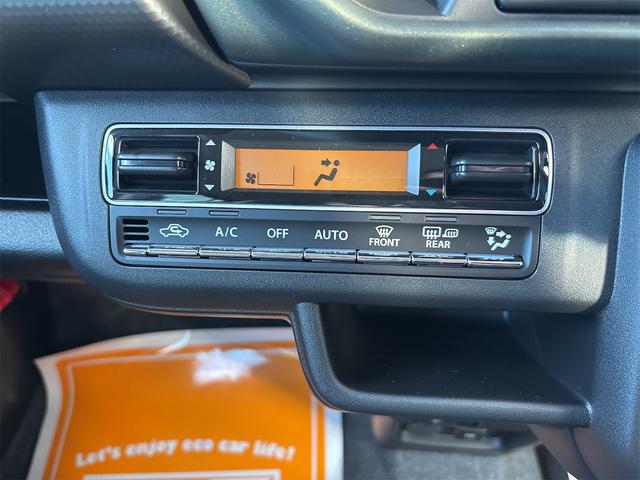 A/C OFF AUTO FRONT REAR
Let's enjoy eco car life!